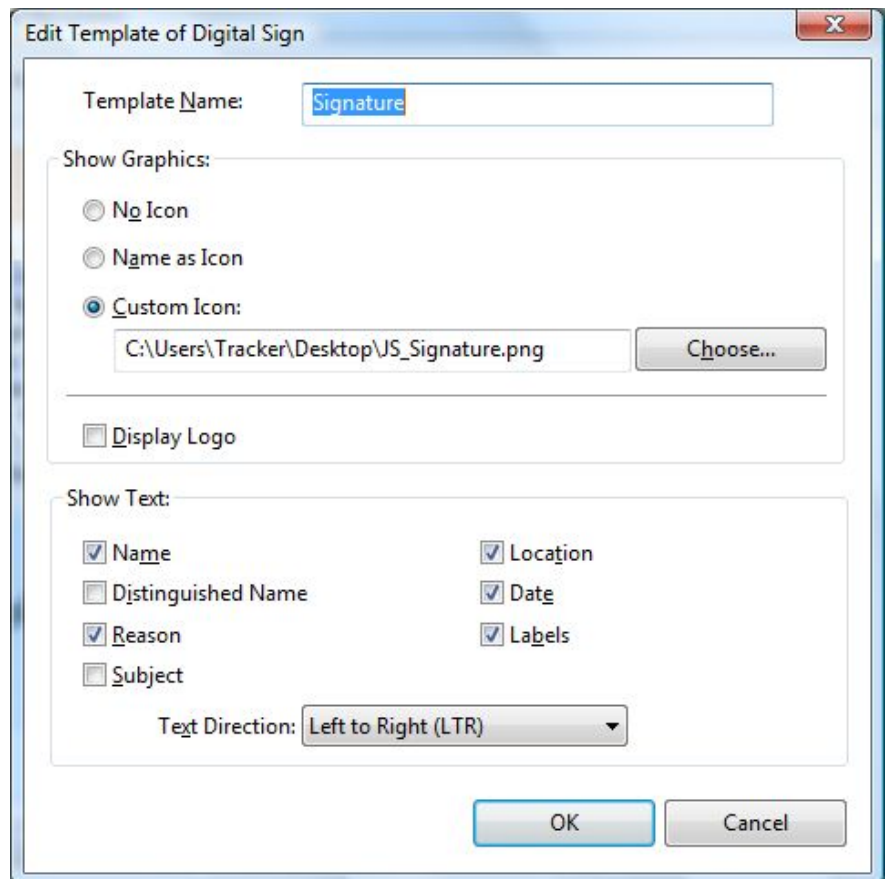 Edit Template of Digital Sign
Template Name: Signature
Show Graphics:
No Icon
Name as Icon
Custom Icon:
C:\Users\Tracker\Desktop\JS_Signature.png Choose...
Display Logo
Show Text:
Name Location
Distinguished Name Date
Reason Labels
Subject
Text Direction: Left to Right (LTR)
OK Cancel